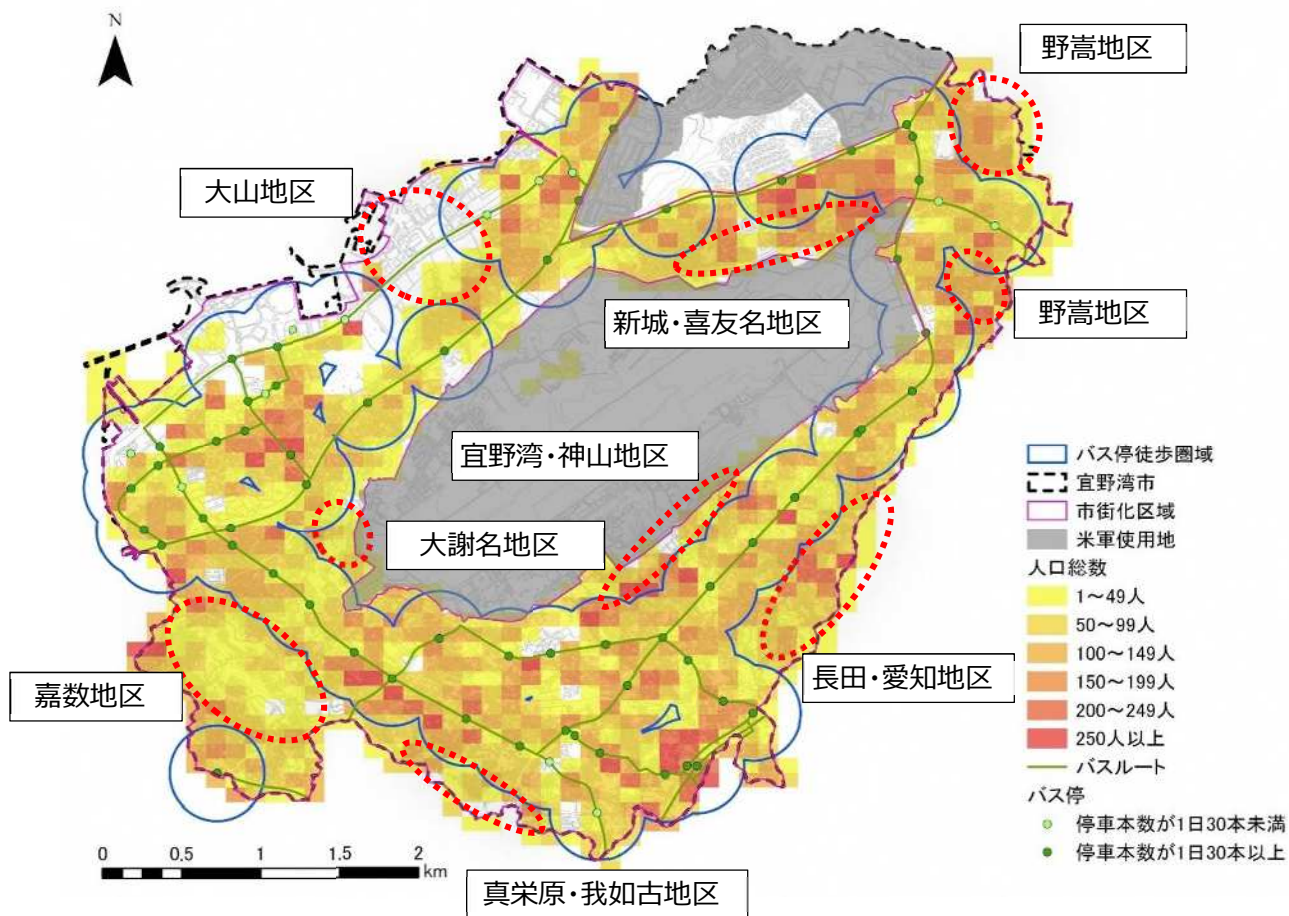 N
野嵩地区
大山地区
新城・喜友名地区
野嵩地区
宜野湾・神山地区
大謝名地区
長田・愛知地区
嘉数地区
真栄原・我如古地区
バス停徒歩圏域
宜野湾市
市街化区域
米軍使用地
人口総数
1～49人
50～99人
100～149人
150～199人
200～249人
250人以上
バスルート
バス停
停車本数が1日30本未満
停車本数が1日30本以上
0 0.5 1 1.5 2
km